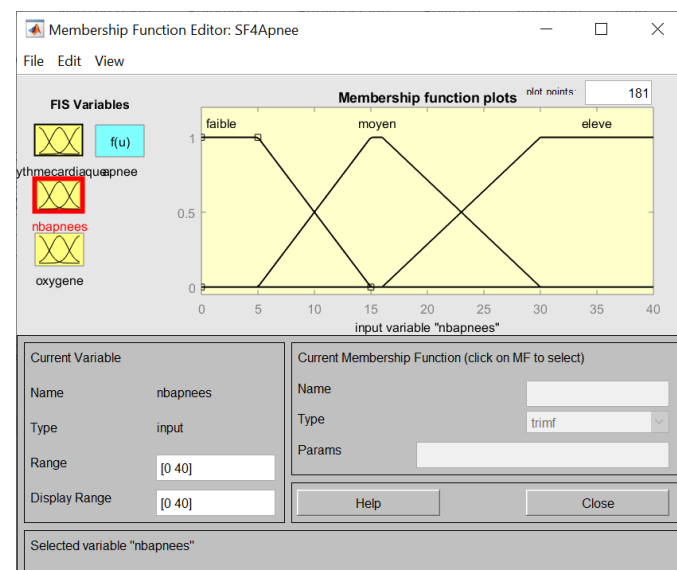 Membership Function Editor: SF4Apnee
File Edit View
FIS Variables
f(u)
ythmecardiaque
apnee
nbapnees
oxygene
Membership function plots
plot points:
181
faible
moyen
eleve
1
0.5
0
0 5 10 15 20 25 30 35 40
input variable "nbapnees"
Current Variable
Name nbapnees
Type input
Range [0 40]
Display Range [0 40]
Current Membership Function (click on MF to select)
Name
Type trimf
Params
Help
Close
Selected variable "nbapnees"